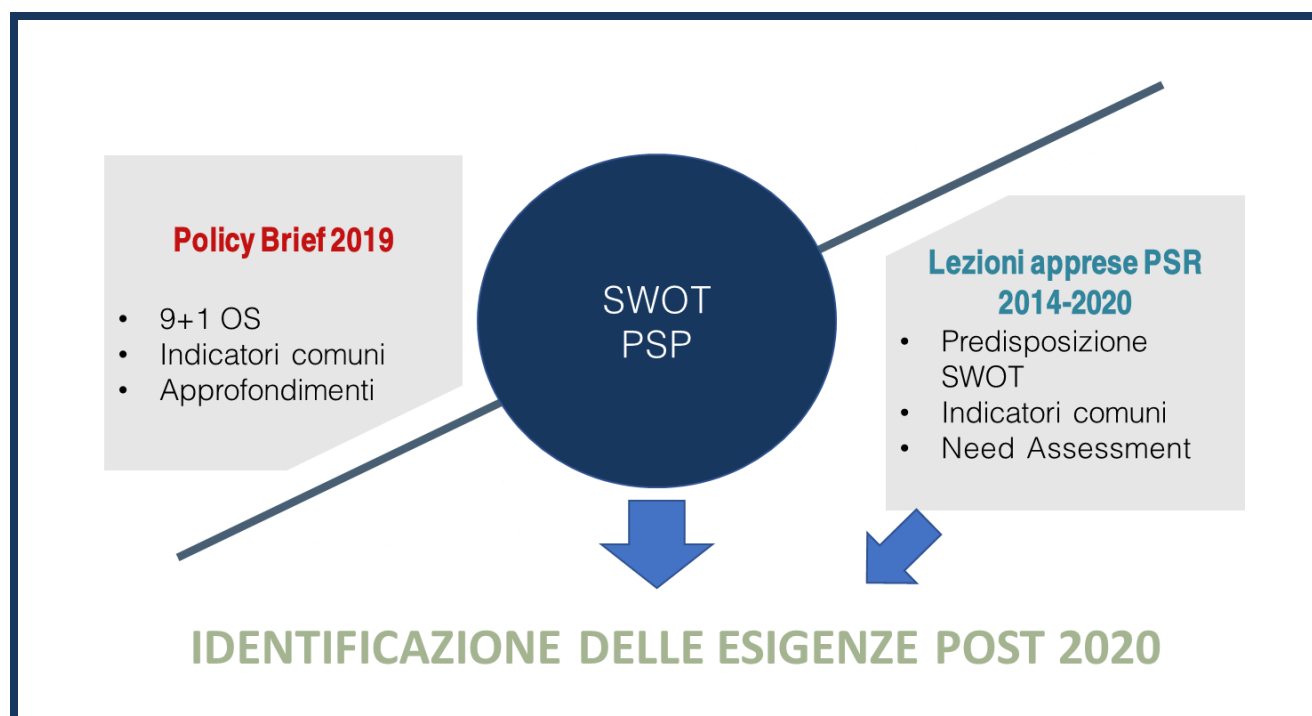 Policy Brief 2019
• 9+1 OS
• Indicatori comuni
• Approfondimenti
SWOT
PSP
Lezioni apprese PSR
2014-2020
• Predisposizione
SWOT
• Indicatori comuni
• Need Assessment
IDENTIFICAZIONE DELLE ESIGENZE POST 2020